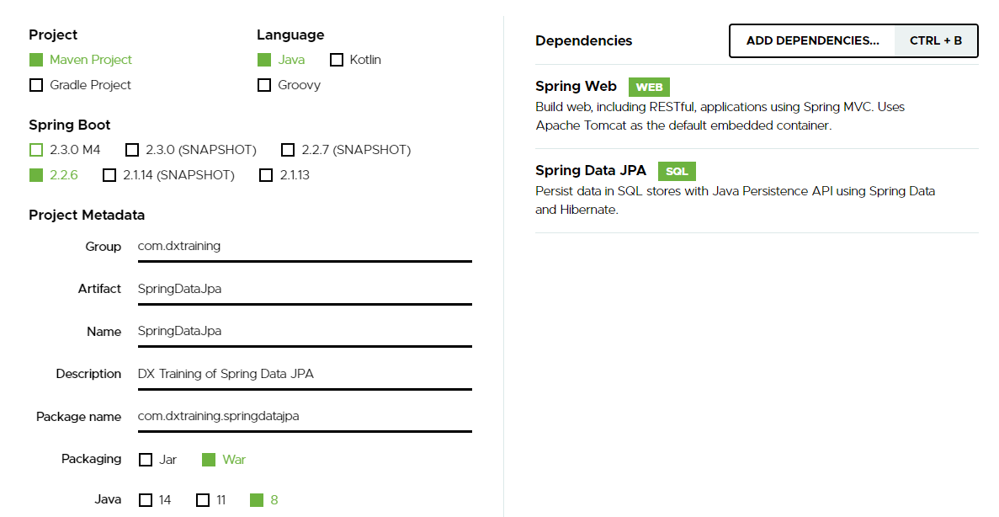 Project
Language
Maven Project
Java
Kotlin
Gradle Project
Groovy
Spring Boot
2.3.0 M4
2.3.0 (SNAPSHOT)
2.2.7 (SNAPSHOT)
2.2.6
2.1.14 (SNAPSHOT)
2.1.13
Project Metadata
Group com.dxtraining
Artifact SpringDataJpa
Name SpringDataJpa
Description DX Training of Spring Data JPA
Package name com.dxtraining.springdatajpa
Packaging Jar War
Java 14 11 8
Dependencies
ADD DEPENDENCIES... CTRL + B
Spring Web WEB
Build web, including RESTful, applications using Spring MVC. Uses
Apache Tomcat as the default embedded container.
Spring Data JPA SQL
Persist data in SQL stores with Java Persistence API using Spring Data
and Hibernate.